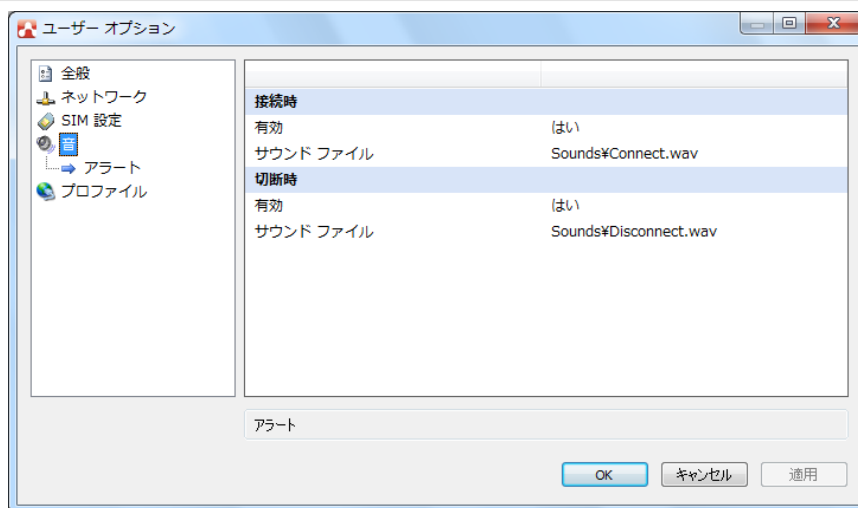 ユーザー オプション
全般
ネットワーク
SIM 設定
音
アラート
プロファイル
接続時
有効 はい
サウンド ファイル Sounds¥Connect.wav
切断時
有効 はい
サウンド ファイル Sounds¥Disconnect.wav
アラート
OK キャンセル 適用